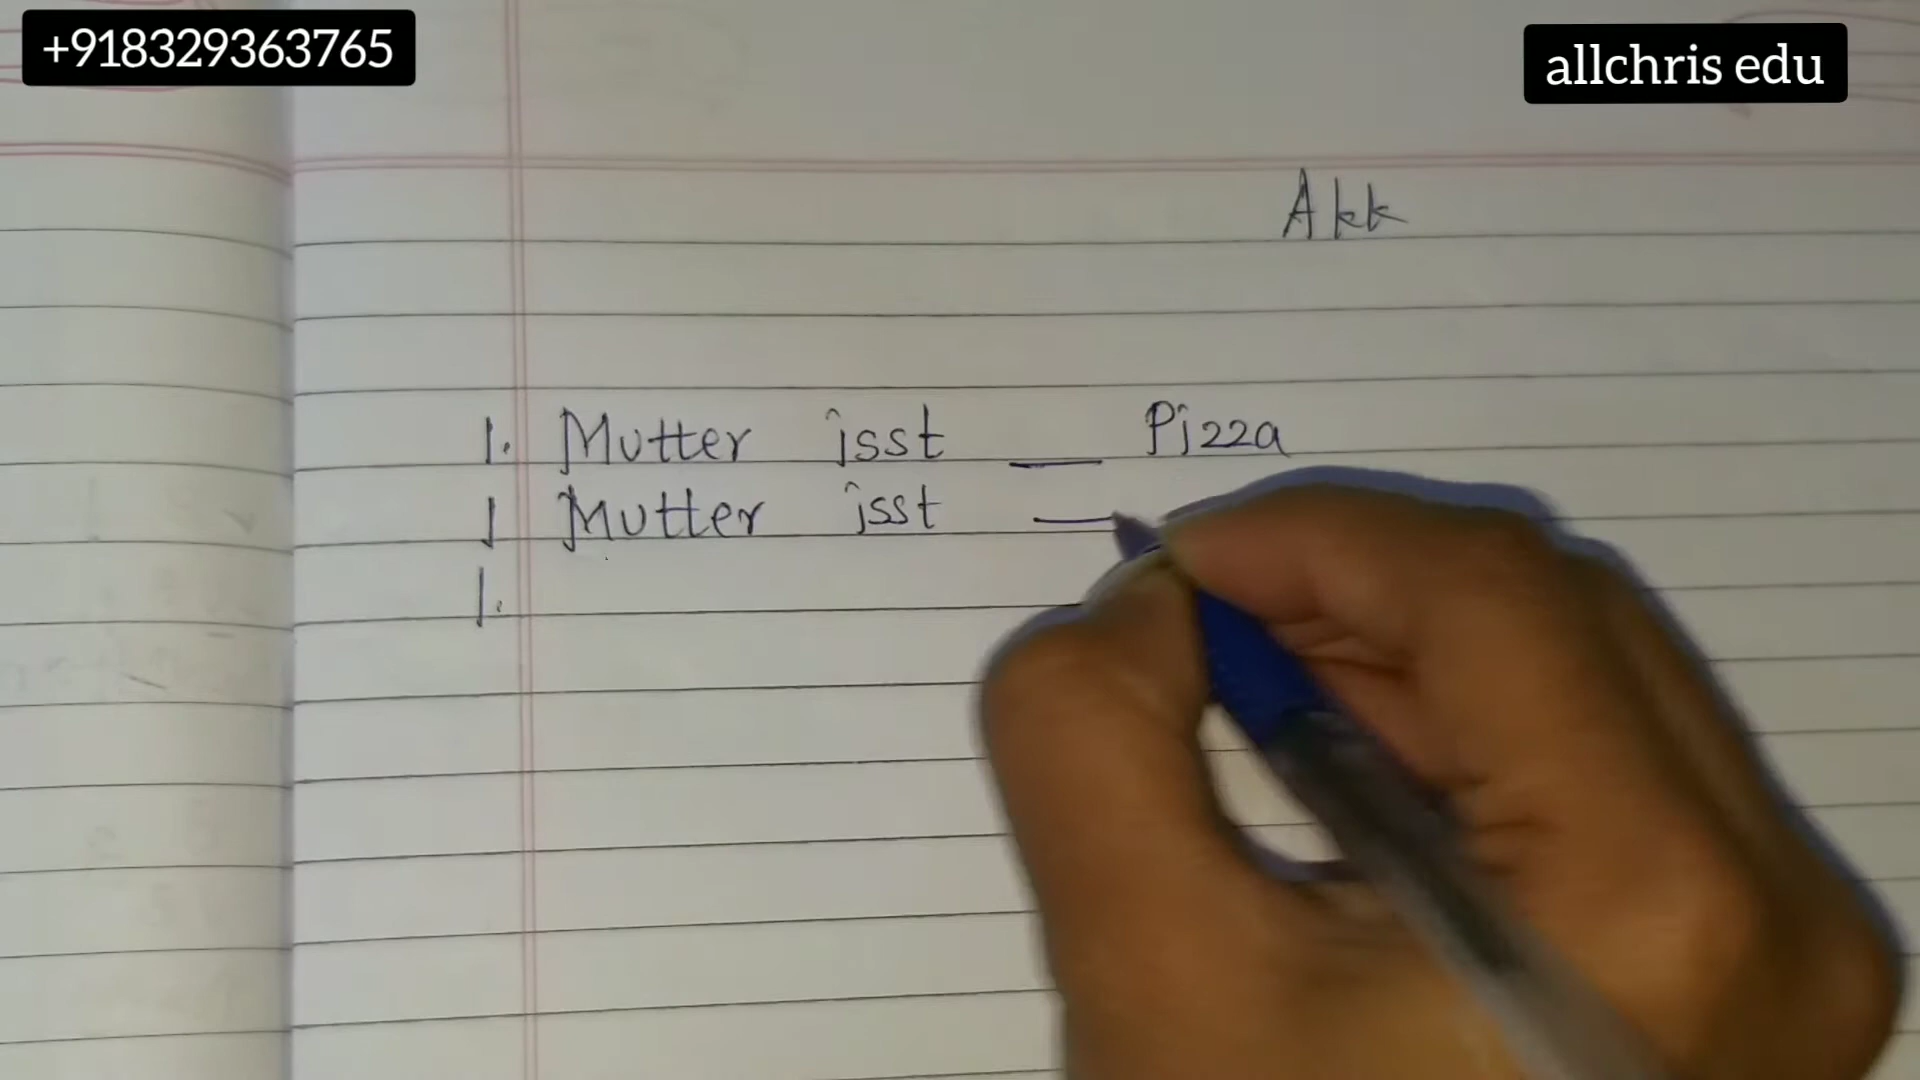 +918329363765
allchris edu
Akk
1. Mutter isst __ Pizza
1 Mutter isst __
1.